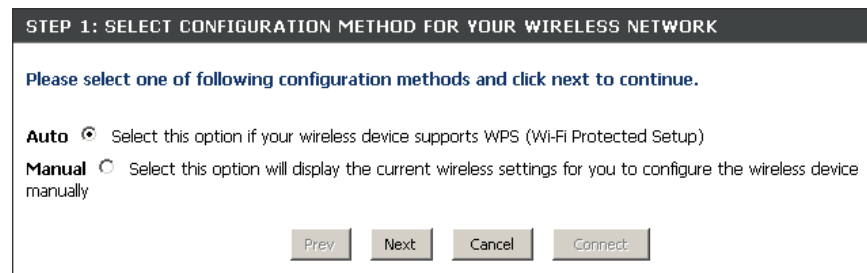 STEP 1: SELECT CONFIGURATION METHOD FOR YOUR WIRELESS NETWORK
Please select one of following configuration methods and click next to continue.
Auto Select this option if your wireless device supports WPS (Wi-Fi Protected Setup)
Manual Select this option will display the current wireless settings for you to configure the wireless device
manually
Prev Next Cancel Connect